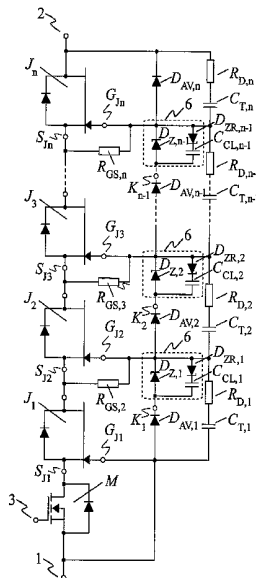 2
J_n
D_AV,n
R_D,n
6
C_T,n
G_Jn
D_ZR,n-1
S_Jn
D_Z,n-1
C_CL,n-1
R_GS,n
R_D,n-
K_n-1
D_AV,n-
C_T,n-
J_3
6
G_J3
D_ZR,2
S_J3
D_Z,2
C_CL,2
R_GS,3
R_D,2
J_2
K_2
D_AV,2
6
C_T,2
G_J2
D_ZR,1
S_J2
D_Z,1
C_CL,1
R_GS,2
R_D,1
J_1
K_1
D_AV,1
C_T,1
G_J1
S_J1
M
3
1